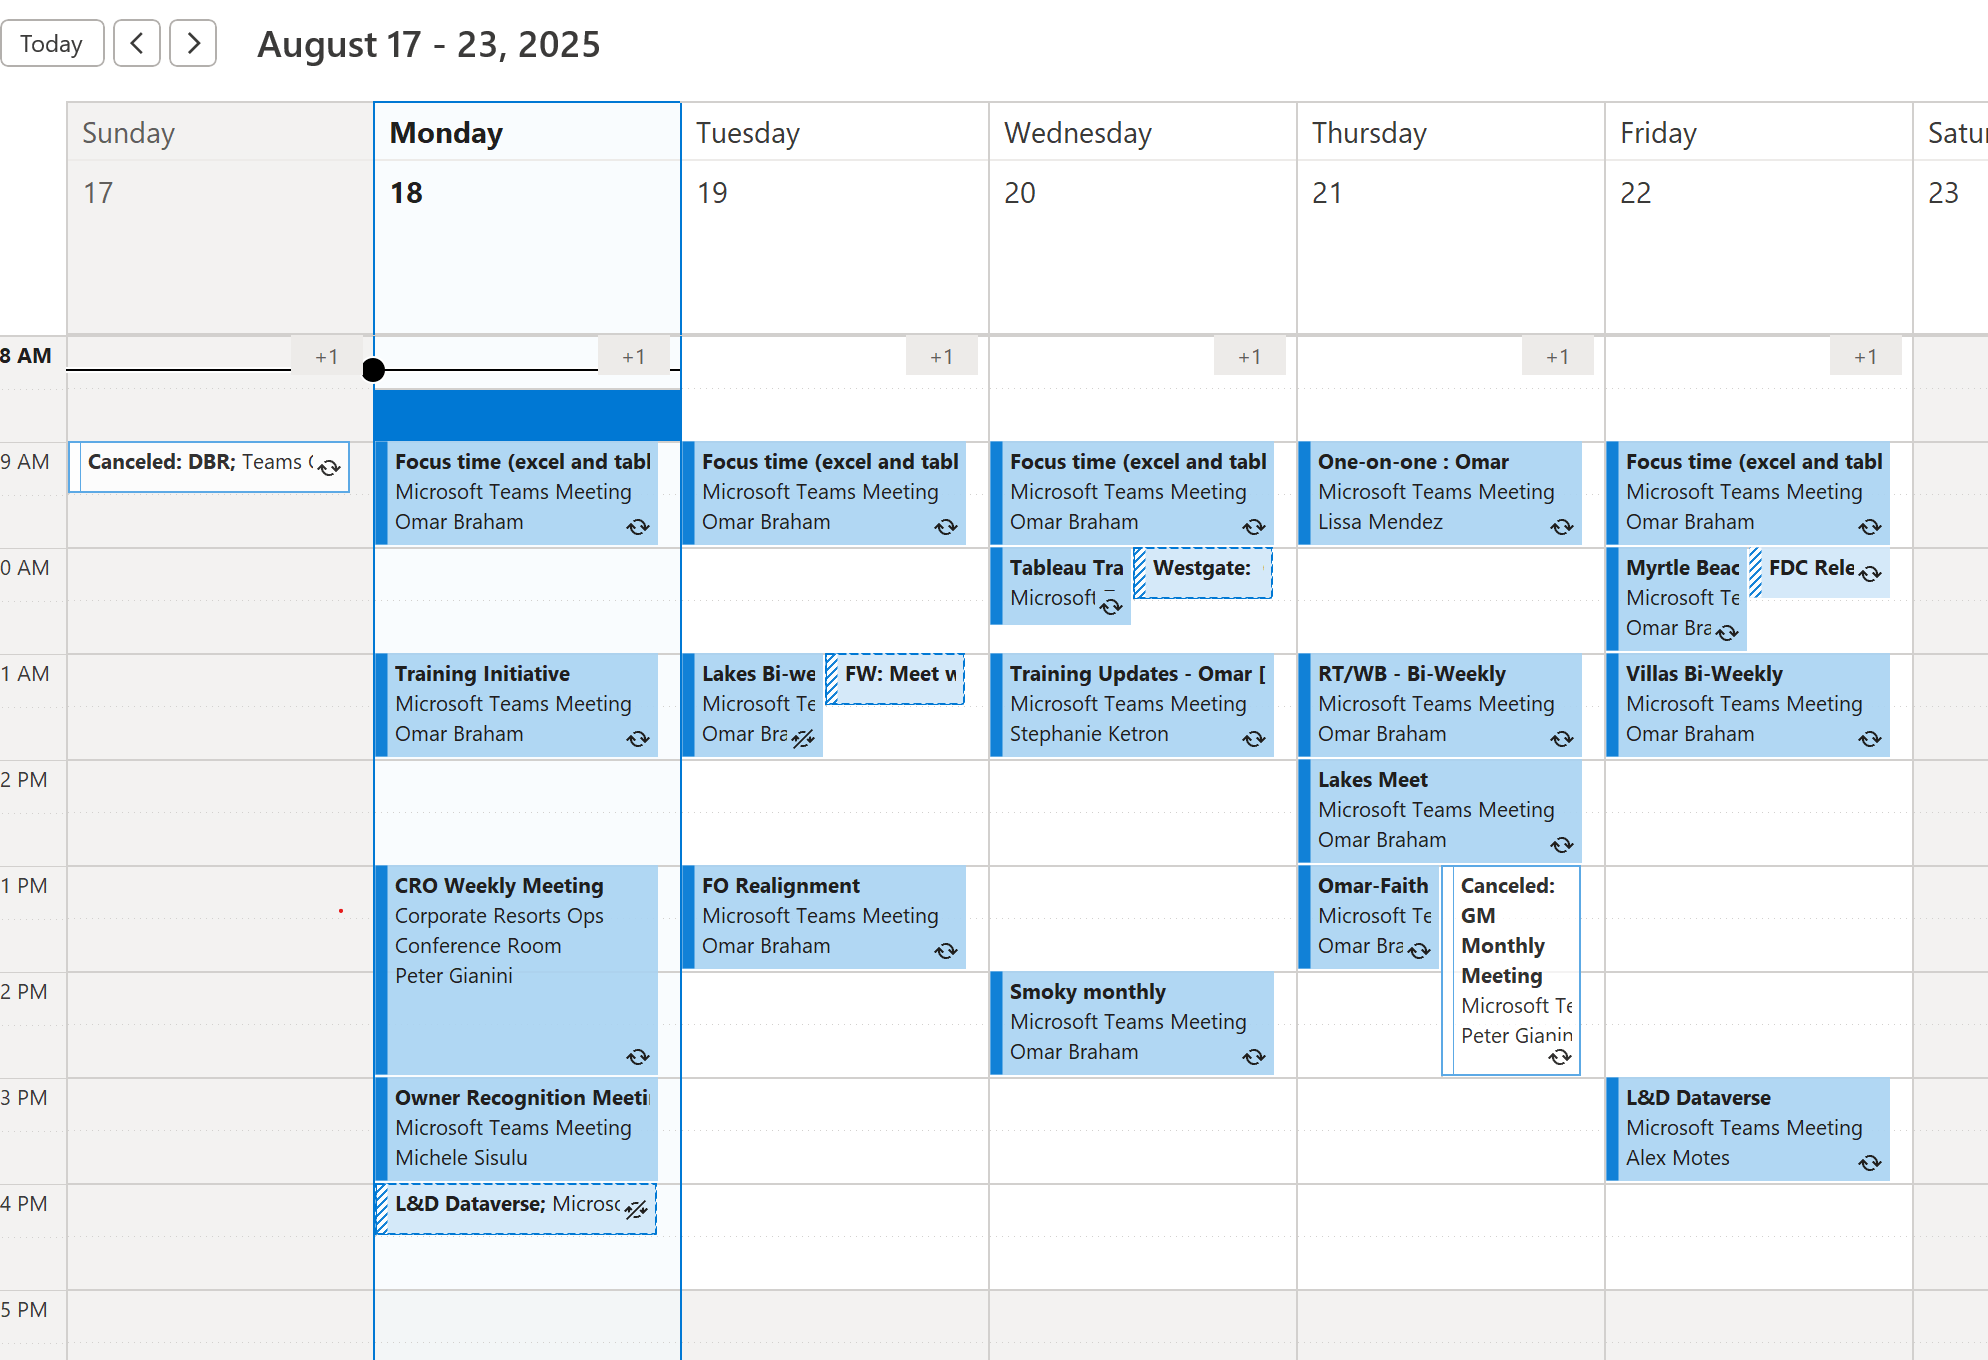 Today
August 17 - 23, 2025
Sunday
Monday
Tuesday
Wednesday
Thursday
Friday
Satu
17
18
19
20
21
22
23
8 AM
+1
+1
+1
+1
+1
+1
9 AM
Canceled: DBR; Teams
Focus time (excel and tabl
Microsoft Teams Meeting
Omar Braham
Focus time (excel and tabl
Microsoft Teams Meeting
Omar Braham
Focus time (excel and tabl
Microsoft Teams Meeting
Omar Braham
One-on-one : Omar
Microsoft Teams Meeting
Lissa Mendez
Focus time (excel and tabl
Microsoft Teams Meeting
Omar Braham
0 AM
Tableau Tra
Microsoft
Westgate:
Myrtle Beac
Microsoft Te
Omar Bra
FDC Rele
1 AM
Training Initiative
Microsoft Teams Meeting
Omar Braham
Lakes Bi-we
Microsoft Te
Omar Bra
FW: Meet w
Training Updates - Omar [
Microsoft Teams Meeting
Stephanie Ketron
RT/WB - Bi-Weekly
Microsoft Teams Meeting
Omar Braham
Villas Bi-Weekly
Microsoft Teams Meeting
Omar Braham
2 PM
Lakes Meet
Microsoft Teams Meeting
Omar Braham
1 PM
CRO Weekly Meeting
Corporate Resorts Ops
Conference Room
Peter Gianini
FO Realignment
Microsoft Teams Meeting
Omar Braham
Omar-Faith
Microsoft Te
Omar Bra
Canceled:
GM
Monthly
Meeting
Microsoft Te
Peter Gianin
2 PM
Smoky monthly
Microsoft Teams Meeting
Omar Braham
3 PM
Owner Recognition Meeti
Microsoft Teams Meeting
Michele Sisulu
L&D Dataverse
Microsoft Teams Meeting
Alex Motes
4 PM
L&D Dataverse; Microsc
5 PM